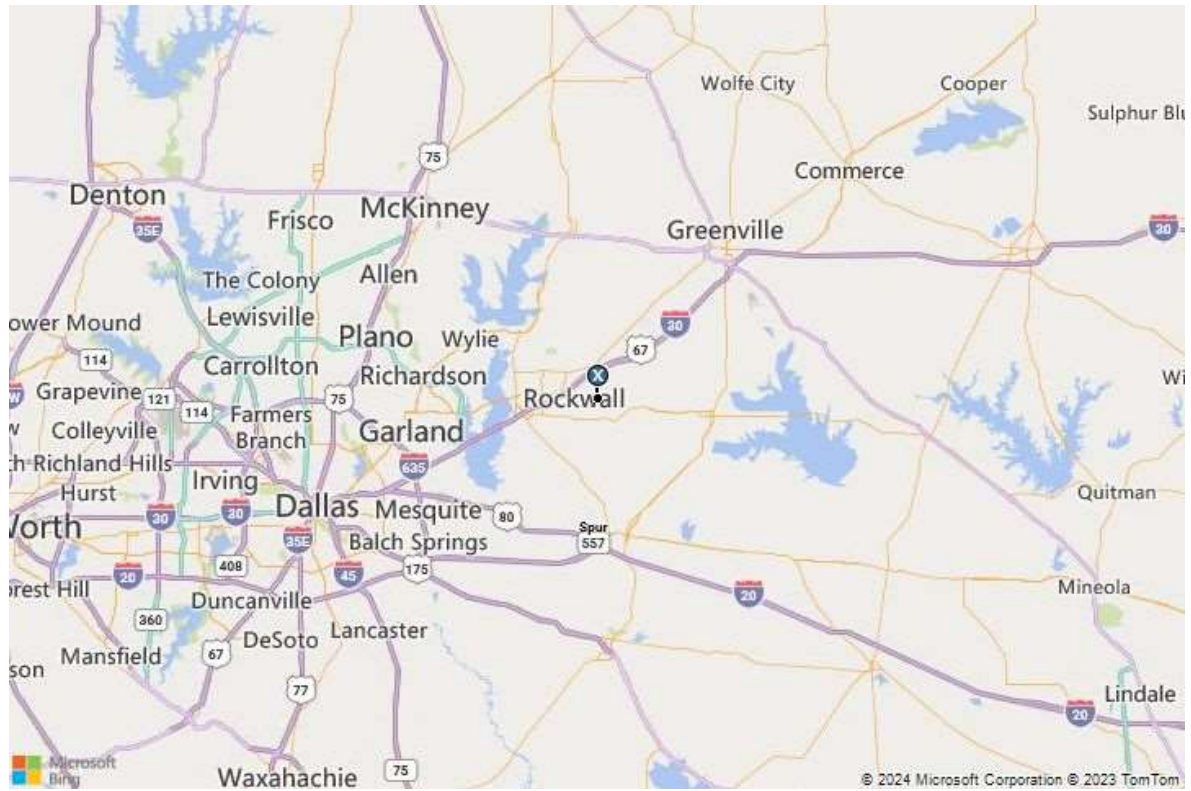 Wolfe City
Cooper
Sulphur Blu
75
Commerce
Denton
Frisco
McKinney
35E
Greenville
30
Allen
The Colony
ower Mound
Lewisville
30
Plano
Wylie
67
114
Carrollton
Richardson
X
Wi
Grapevine
121
114
75
Rockwall
W
w
Farmers
Branch
Colleyville
Garland
th Richland Hills
635
Irving
Hurst
Quitman
Dallas
Mesquite
80
Worth
30
30
35E
Spur
557
Balch Springs
408
20
45
175
orest Hill
20
Mineola
Duncanville
360
DeSoto
Lancaster
67
Mansfield
son
77
Lindale
20
75
Waxahachie
Microsoft
Bing
© 2024 Microsoft Corporation © 2023 TomTom